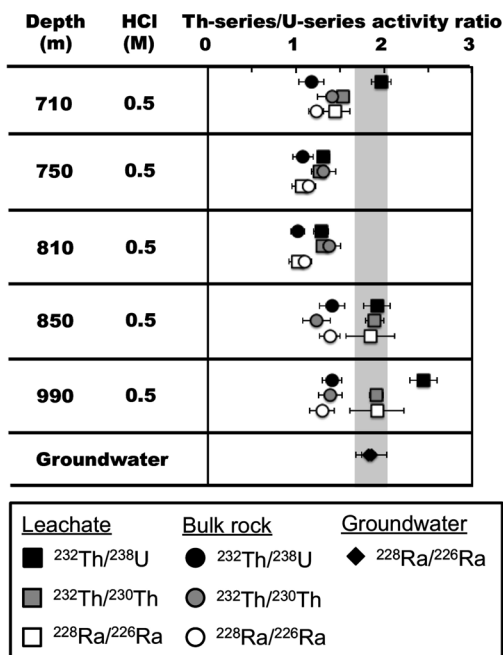 Depth (m) HCl (M) Th-series/U-series activity ratio
0 1 2 3
710 0.5
750 0.5
810 0.5
850 0.5
990 0.5
Groundwater
Leachate Bulk rock Groundwater
²³²Th/²³⁸U ²³²Th/²³⁸U ²²⁸Ra/²²⁶Ra
²³²Th/²³⁰Th ²³²Th/²³⁰Th
²²⁸Ra/²²⁶Ra ²²⁸Ra/²²⁶Ra